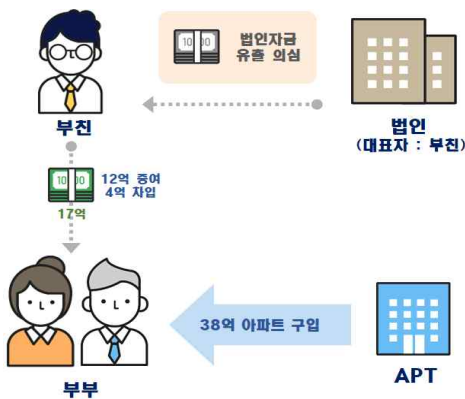 법인자금
유출 의심
부친
법인
(대표자 : 부친)
12억 증여
4억 차입
17억
38억 아파트 구입
부부
APT